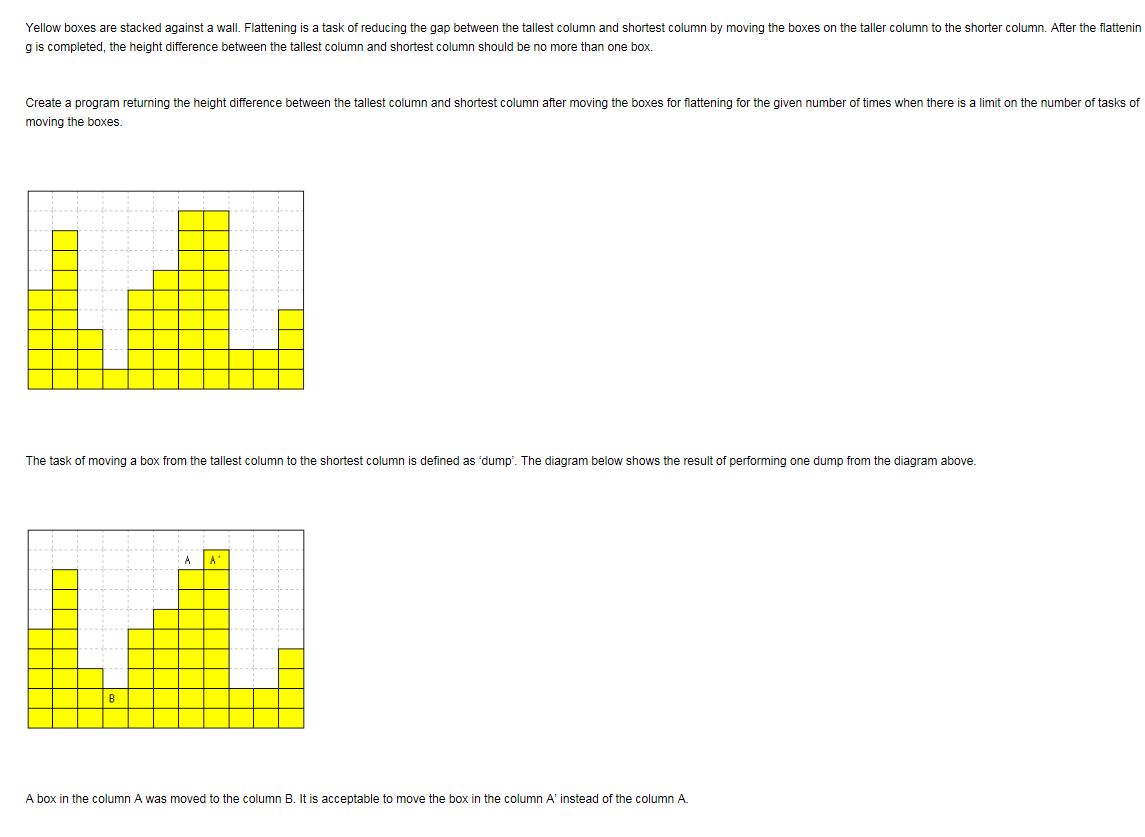 Yellow boxes are stacked against a wall. Flattening is a task of reducing the gap between the tallest column and shortest column by moving the boxes on the taller column to the shorter column. After the flattenin
g is completed, the height difference between the tallest column and shortest column should be no more than one box.
Create a program returning the height difference between the tallest column and shortest column after moving the boxes for flattening for the given number of times when there is a limit on the number of tasks of
moving the boxes.
The task of moving a box from the tallest column to the shortest column is defined as 'dump'. The diagram below shows the result of performing one dump from the diagram above.
A A'
B
A box in the column A was moved to the column B. It is acceptable to move the box in the column A' instead of the column A.